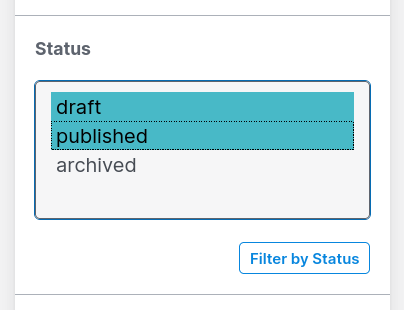 Status
draft
published
archived
Filter by Status